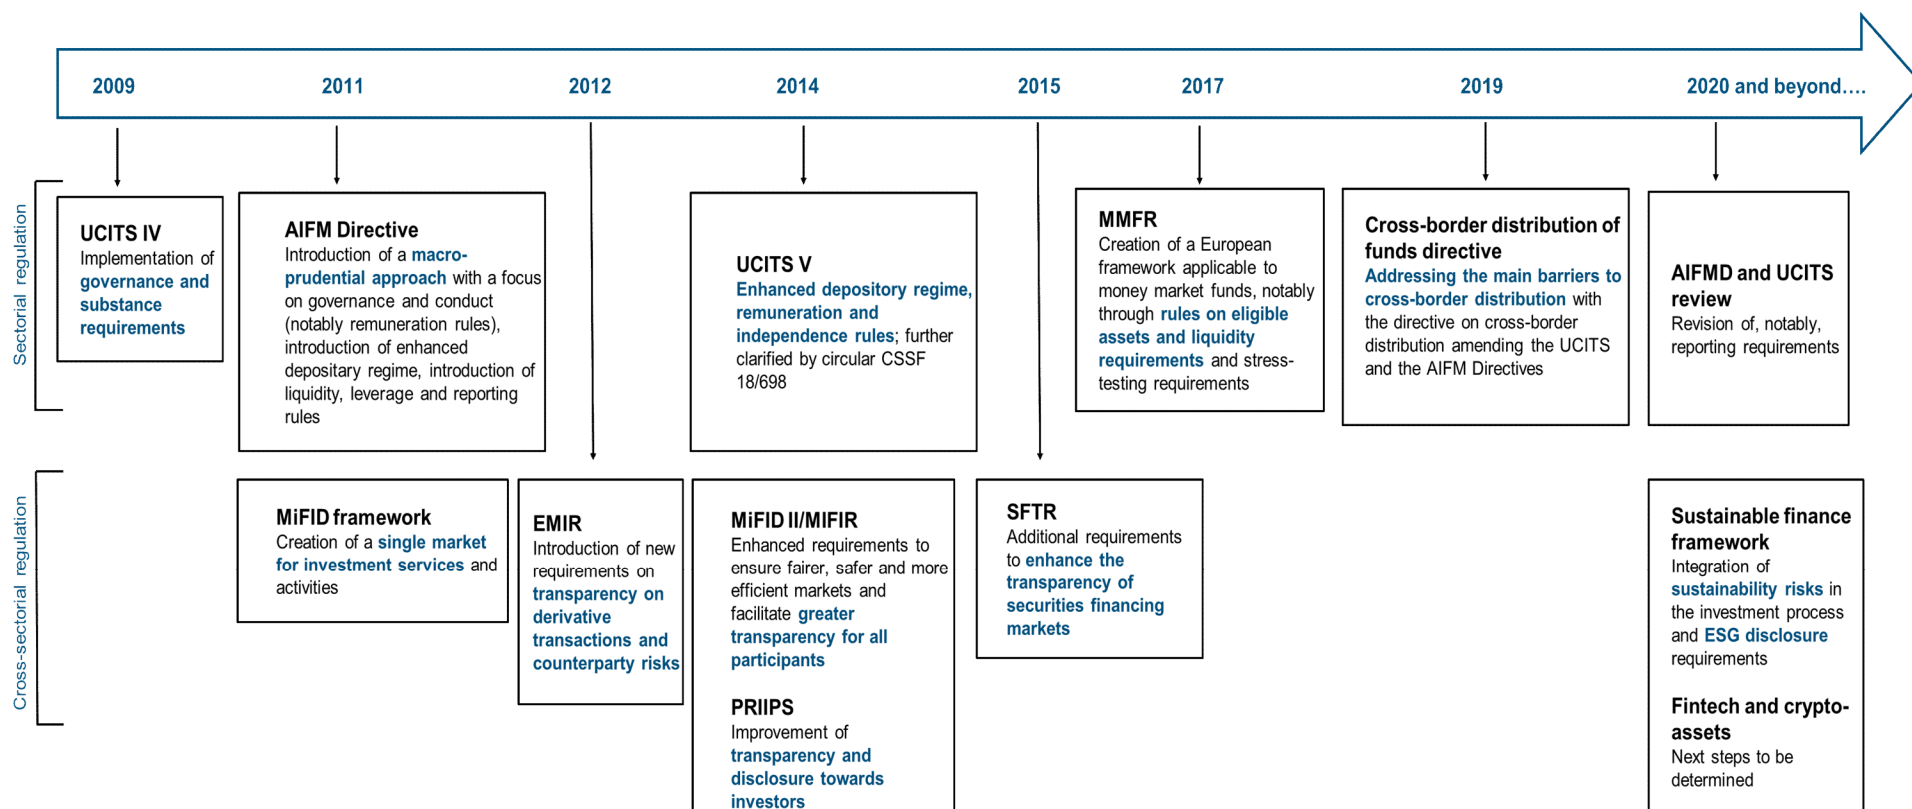 2009
2011
2012
2014
2015
2017
2019
2020 and beyond....
Sectorial regulation
UCITS IV
Implementation of
governance and
substance
requirements
AIFM Directive
Introduction of a macro-
prudential approach with a focus
on governance and conduct
(notably remuneration rules),
introduction of enhanced
depositary regime, introduction of
liquidity, leverage and reporting
rules
UCITS V
Enhanced depository regime,
remuneration and
independence rules; further
clarified by circular CSSF
18/698
MMFR
Creation of a European
framework applicable to
money market funds, notably
through rules on eligible
assets and liquidity
requirements and stress-
testing requirements
Cross-border distribution of
funds directive
Addressing the main barriers to
cross-border distribution with
the directive on cross-border
distribution amending the UCITS
and the AIFM Directives
AIFMD and UCITS
review
Revision of, notably,
reporting requirements
Cross-sectorial regulation
MiFID framework
Creation of a single market
for investment services and
activities
EMIR
Introduction of new
requirements on
transparency on
derivative
transactions and
counterparty risks
MiFID II/MIFIR
Enhanced requirements to
ensure fairer, safer and more
efficient markets and
facilitate greater
transparency for all
participants
PRIIPS
Improvement of
transparency and
disclosure towards
investors
SFTR
Additional requirements
to enhance the
transparency of
securities financing
markets
Sustainable finance
framework
Integration of
sustainability risks in
the investment process
and ESG disclosure
requirements
Fintech and crypto-
assets
Next steps to be
determined